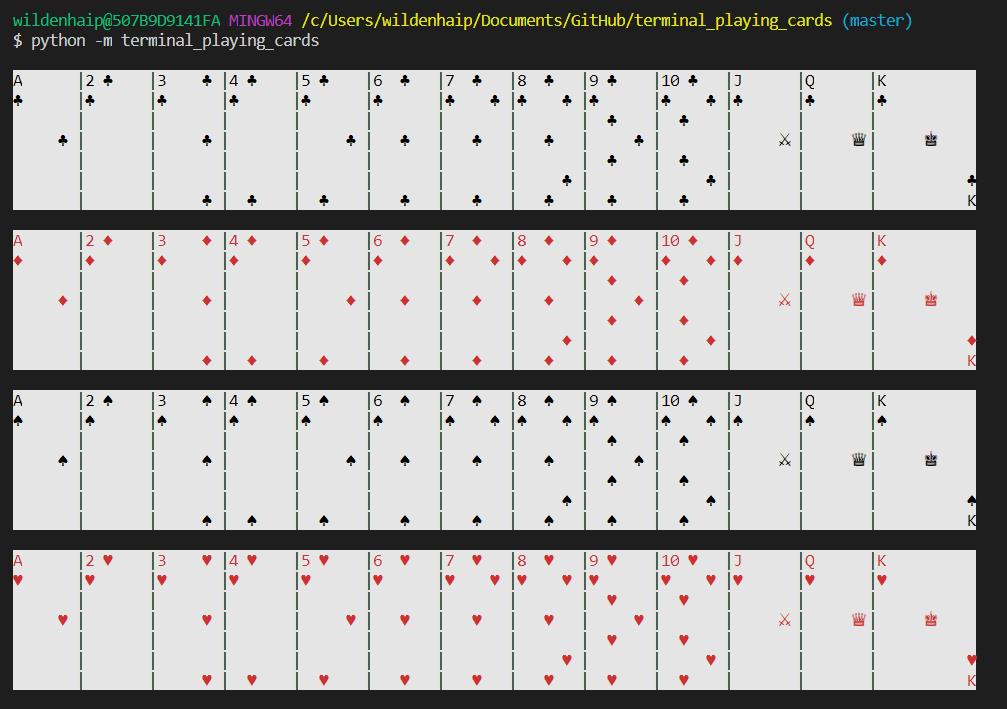 wildenhaip@507B9D9141FA MINGW64 /c/Users/wildenhaip/Documents/GitHub/terminal_playing_cards (master)
$ python -m terminal_playing_cards
A |2 ♣ |3 ♣ |4 ♣ |5 ♣ |6 ♣ |7 ♣ |8 ♣ |9 ♣ |10 ♣ |J |Q |K
♣ |♣ |♣ |♣ |♣ |♣ |♣ ♣ |♣ ♣ |♣ |♣ ♣ |♣ |♣ |♣
| | | | | | | | ♣ | ♣ | | |
♣ | | ♣ | | ♣ | ♣ | ♣ | ♣ | ♣ | | ⚔ | ♛ | ♚
| | | | | | | | ♣ | ♣ | | |
| | | | | | | ♣ | | ♣ | | | ♣
| | ♣ | ♣ | ♣ | ♣ | ♣ | ♣ | ♣ | ♣ | | | K
A |2 ♦ |3 ♦ |4 ♦ |5 ♦ |6 ♦ |7 ♦ |8 ♦ |9 ♦ |10 ♦ |J |Q |K
♦ |♦ |♦ |♦ |♦ |♦ |♦ ♦ |♦ ♦ |♦ |♦ ♦ |♦ |♦ |♦
| | | | | | | | ♦ | ♦ | | |
♦ | | ♦ | | ♦ | ♦ | ♦ | ♦ | ♦ | | ⚔ | ♛ | ♚
| | | | | | | | ♦ | ♦ | | |
| | | | | | | ♦ | | ♦ | | | ♦
| | ♦ | ♦ | ♦ | ♦ | ♦ | ♦ | ♦ | ♦ | | | K
A |2 ♠ |3 ♠ |4 ♠ |5 ♠ |6 ♠ |7 ♠ |8 ♠ |9 ♠ |10 ♠ |J |Q |K
♠ |♠ |♠ |♠ |♠ |♠ |♠ ♠ |♠ ♠ |♠ |♠ ♠ |♠ |♠ |♠
| | | | | | | | ♠ | ♠ | | |
♠ | | ♠ | | ♠ | ♠ | ♠ | ♠ | ♠ | | ⚔ | ♛ | ♚
| | | | | | | | ♠ | ♠ | | |
| | | | | | | ♠ | | ♠ | | | ♠
| | ♠ | ♠ | ♠ | ♠ | ♠ | ♠ | ♠ | ♠ | | | K
A |2 ♥ |3 ♥ |4 ♥ |5 ♥ |6 ♥ |7 ♥ |8 ♥ |9 ♥ |10 ♥ |J |Q |K
♥ |♥ |♥ |♥ |♥ |♥ |♥ ♥ |♥ ♥ |♥ |♥ ♥ |♥ |♥ |♥
| | | | | | | | ♥ | ♥ | | |
♥ | | ♥ | | ♥ | ♥ | ♥ | ♥ | ♥ | | ⚔ | ♛ | ♚
| | | | | | | | ♥ | ♥ | | |
| | | | | | | ♥ | | ♥ | | | ♥
| | ♥ | ♥ | ♥ | ♥ | ♥ | ♥ | ♥ | ♥ | | | K